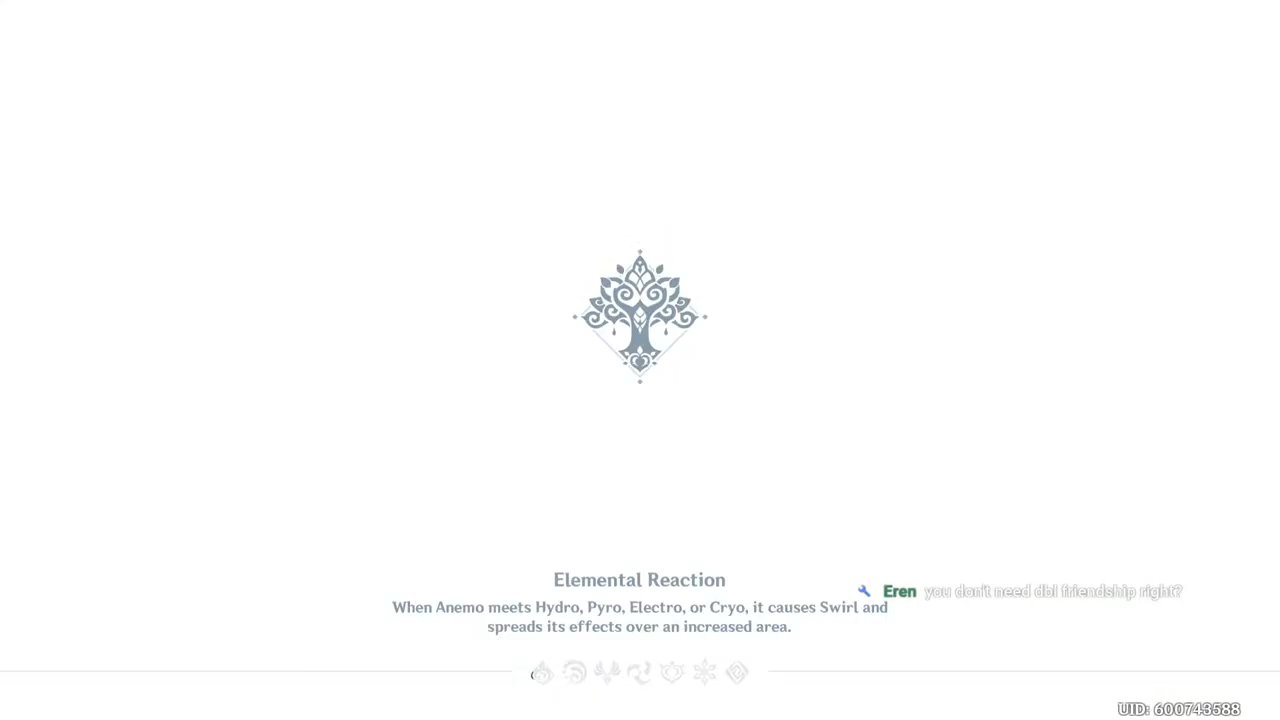 Elemental Reaction
When Anemo meets Hydro, Pyro, Electro, or Cryo, it causes Swirl and
spreads its effects over an increased area.
Eren you don't need dbl friendship right?
UID: 600743588